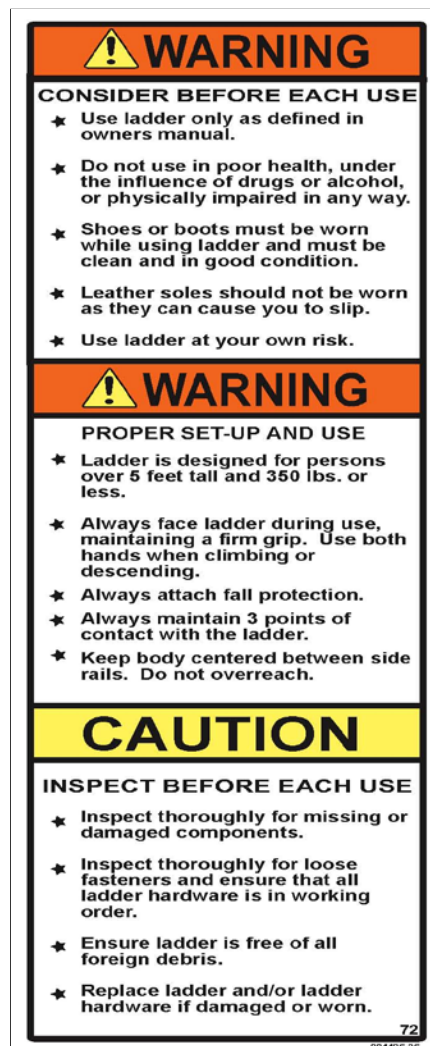 WARNING
CONSIDER BEFORE EACH USE
Use ladder only as defined in
owners manual.
Do not use in poor health, under
the influence of drugs or alcohol,
or physically impaired in any way.
Shoes or boots must be worn
while using ladder and must be
clean and in good condition.
Leather soles should not be worn
as they can cause you to slip.
Use ladder at your own risk.
WARNING
PROPER SET-UP AND USE
Ladder is designed for persons
over 5 feet tall and 350 lbs. or
less.
Always face ladder during use,
maintaining a firm grip.  Use both
hands when climbing or
descending.
Always attach fall protection.
Always maintain 3 points of
contact with the ladder.
Keep body centered between side
rails.  Do not overreach.
CAUTION
INSPECT BEFORE EACH USE
Inspect thoroughly for missing or
damaged components.
Inspect thoroughly for loose
fasteners and ensure that all
ladder hardware is in working
order.
Ensure ladder is free of all
foreign debris.
Replace ladder and/or ladder
hardware if damaged or worn.
72